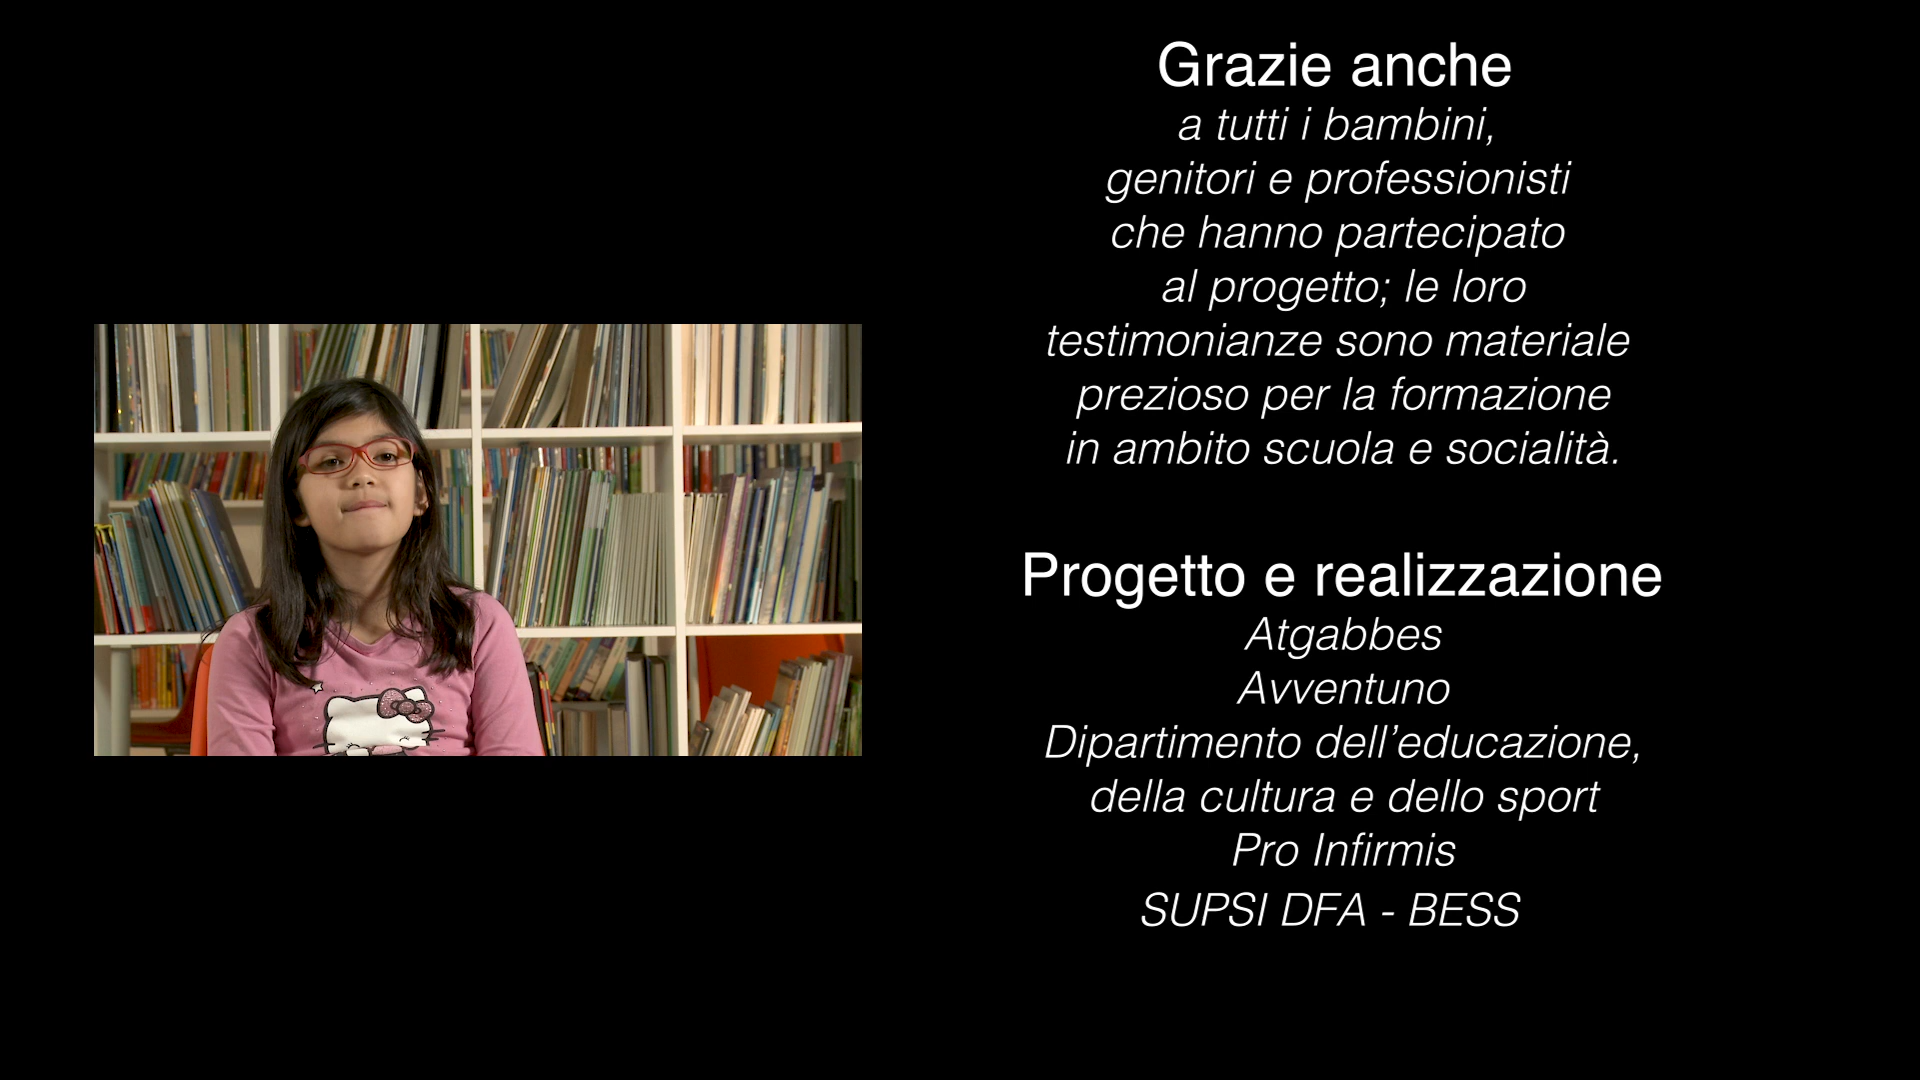 Grazie anche
a tutti i bambini,
genitori e professionisti
che hanno partecipato
al progetto; le loro
testimonianze sono materiale
prezioso per la formazione
in ambito scuola e socialità.
Progetto e realizzazione
Atgabbes
Avventuno
Dipartimento dell’educazione,
della cultura e dello sport
Pro Infirmis
SUPSI DFA - BESS